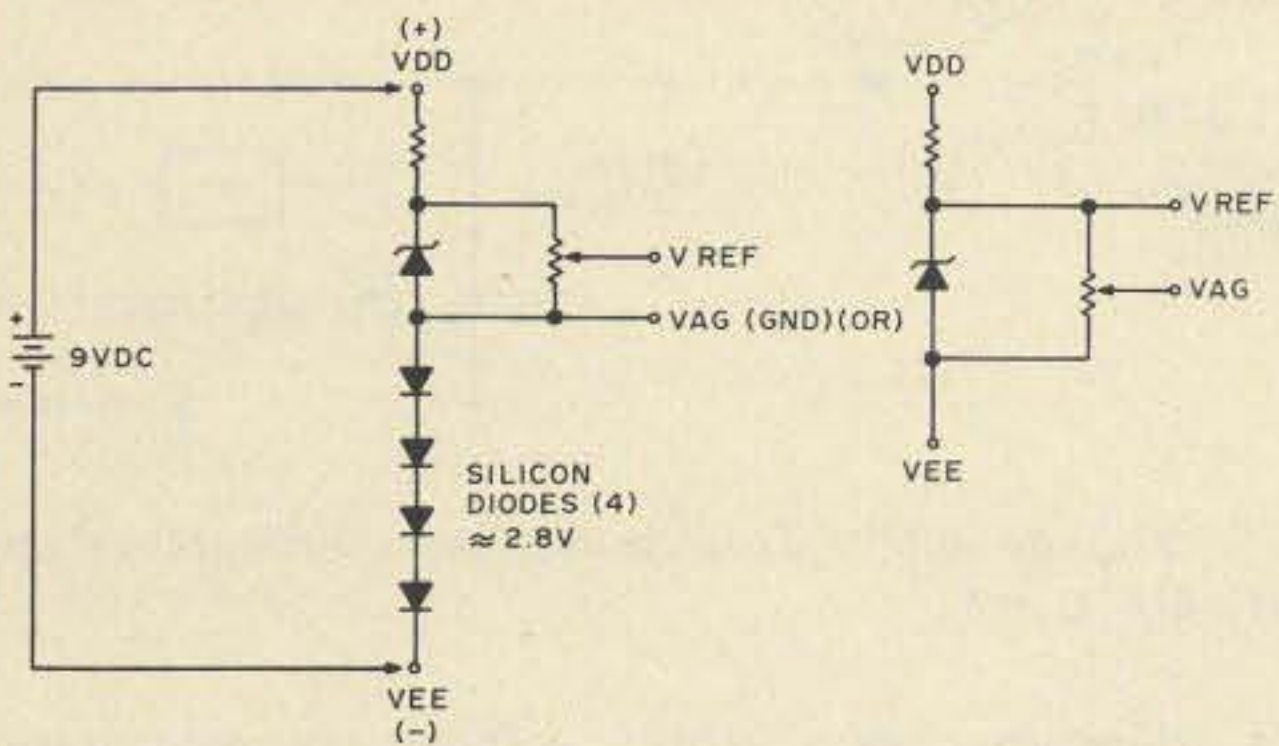 (+)
VDD
VDD
V REF
V REF
VAG (GND)(OR)
VAG
+
9VDC
-
SILICON
DIODES (4)
≈ 2.8V
VEE
VEE
(-)